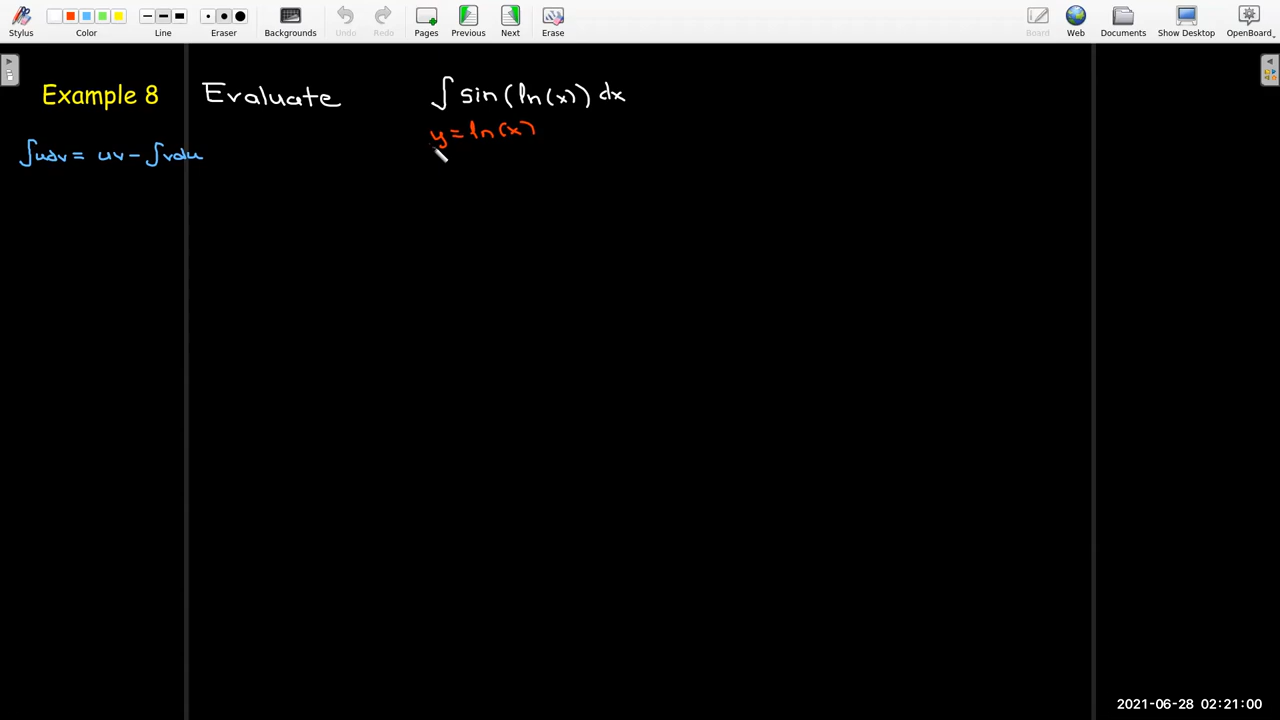 Stylus Color Line Eraser Backgrounds Undo Redo Pages Previous Next Erase Board Web Documents Show Desktop OpenBoard
Example 8 Evaluate ∫ sin(ln(x)) dx
y = ln(x)
∫udv = uv - ∫vdu
2021-06-28 02:21:00